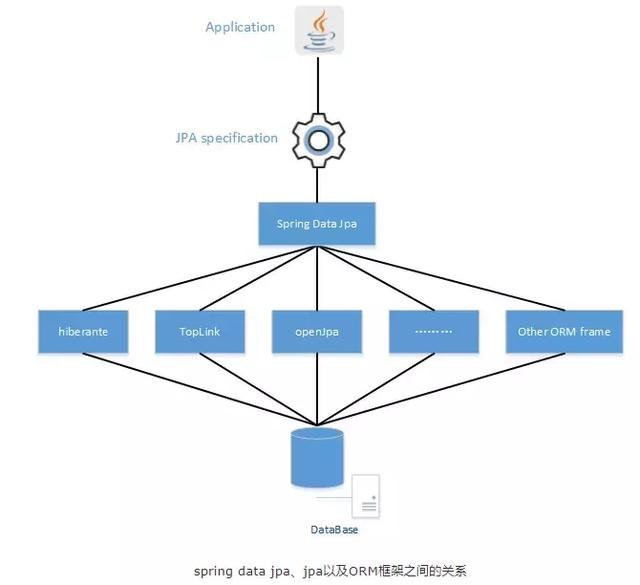 Application
JPA specification
Spring Data Jpa
hiberante
TopLink
openJpa
………
Other ORM frame
DataBase
spring data jpa、jpa以及ORM框架之间的关系